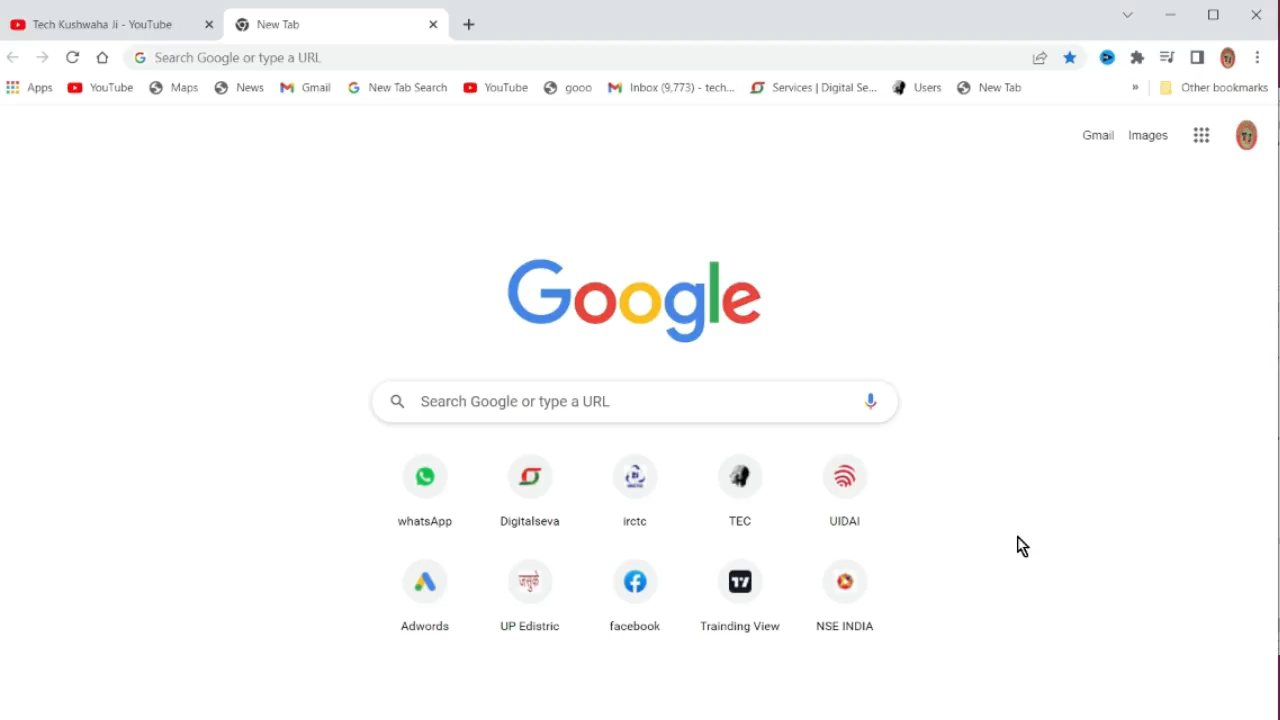 Tech Kushwaha Ji - YouTube
New Tab
Search Google or type a URL
Apps YouTube Maps News Gmail New Tab Search YouTube gooo Inbox (9,773) - tech... Services | Digital Se... Users New Tab » Other bookmarks
Gmail Images
Google
Search Google or type a URL
whatsApp Digitalseva irctc TEC UIDAI
जसुके
Adwords UP Edistric facebook Trainding View NSE INDIA